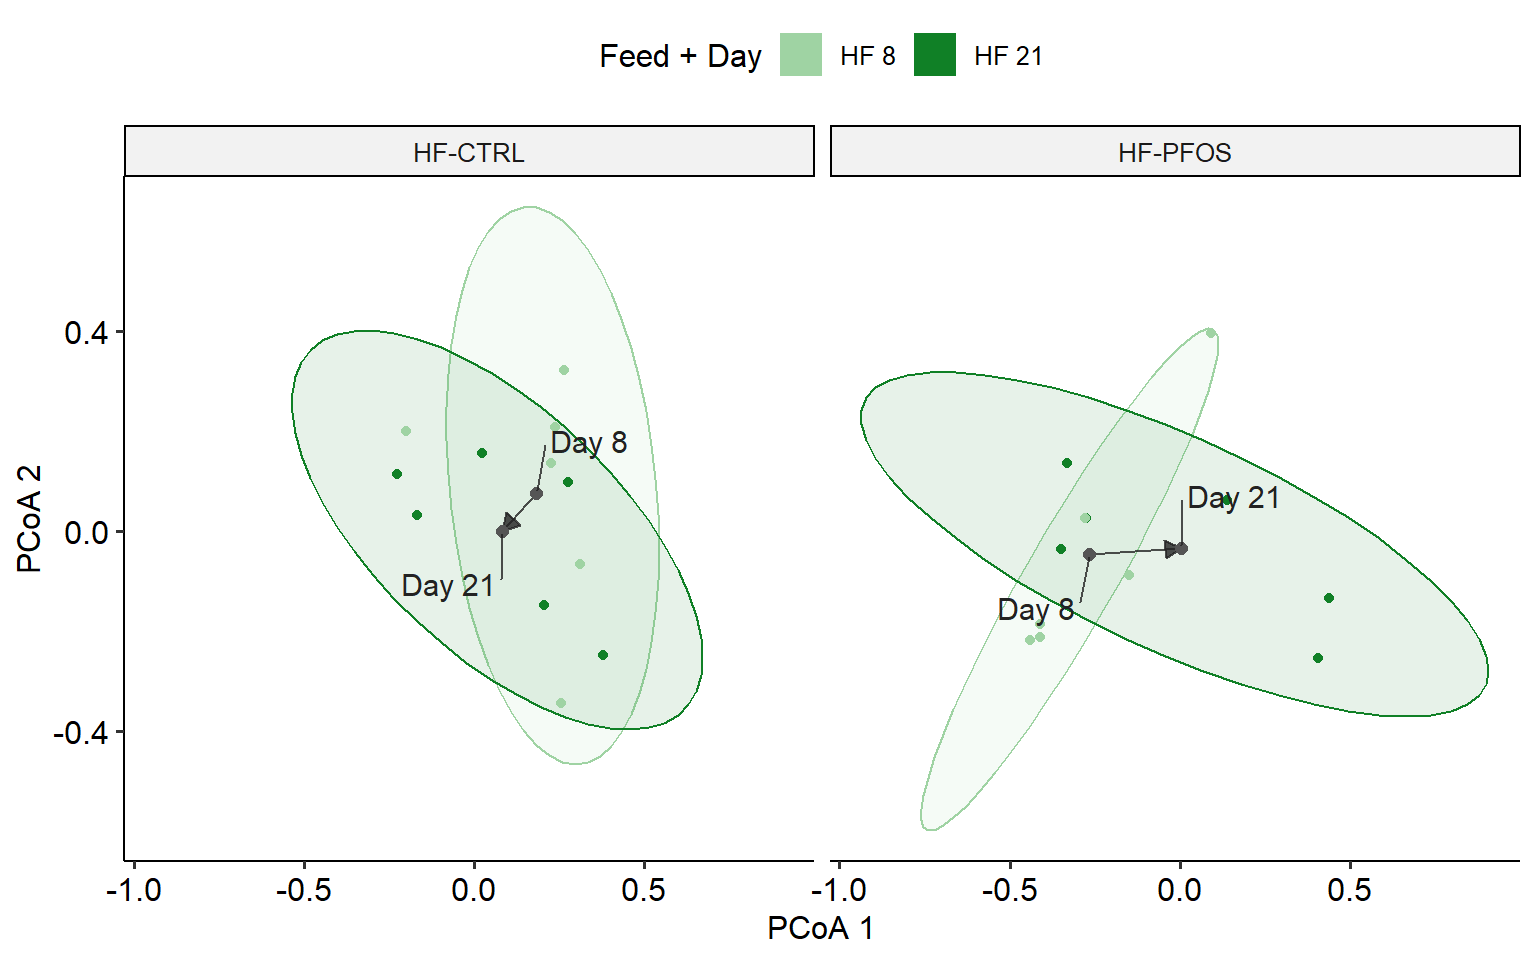 Feed + Day HF 8 HF 21
HF-CTRL HF-PFOS
PCoA 2
0.4
0.0
-0.4
Day 8
Day 21
Day 21
Day 8
-1.0 -0.5 0.0 0.5 -1.0 -0.5 0.0 0.5
PCoA 1